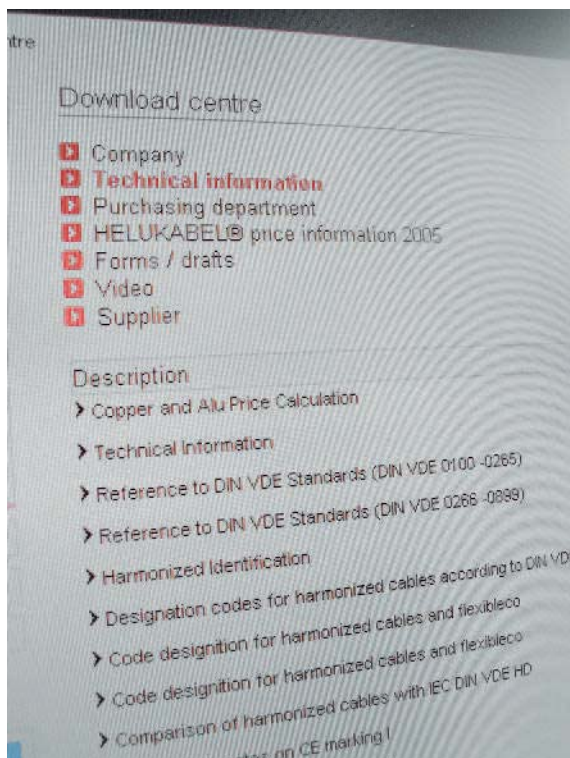 ntre
Download centre
Company
Technical information
Purchasing department
HELUKABEL® price information 2005
Forms / drafts
Video
Supplier
Description
Copper and Alu Price Calculation
Technical Information
Reference to DIN VDE Standards (DIN VDE 0100 -0265)
Reference to DIN VDE Standards (DIN VDE 0266 -0899)
Harmonized Identification
Designation codes for harmonized cables according to DIN VD
Code designition for harmonized cables and flexibleco
Code designition for harmonized cables and flexibleco
Comparison of harmonized cables with IEC DIN VDE HD
on CE marking I